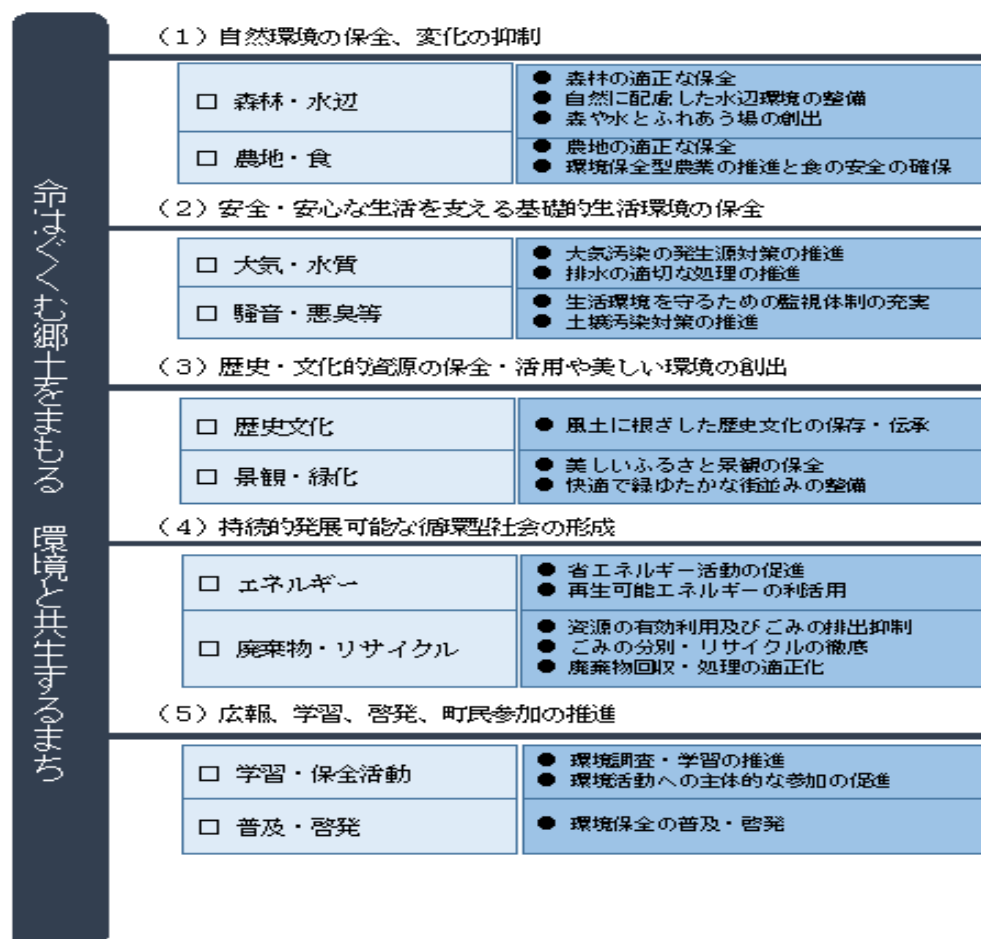 命はぐくむ郷土をまもる 環境と共生するまち
（1）自然環境の保全、変化の抑制
□ 森林・水辺
● 森林の適正な保全
● 自然に配慮した水辺環境の整備
● 森や水とふれあう場の創出
□ 農地・食
● 農地の適正な保全
● 環境保全型農業の推進と食の安全の確保
（2）安全・安心な生活を支える基礎的生活環境の保全
□ 大気・水質
● 大気汚染の発生源対策の推進
● 排水の適切な処理の推進
□ 騒音・悪臭等
● 生活環境を守るための監視体制の充実
● 土壌汚染対策の推進
（3）歴史・文化的資源の保全・活用や美しい環境の創出
□ 歴史文化
● 風土に根ざした歴史文化の保存・伝承
□ 景観・緑化
● 美しいふるさと景観の保全
● 快適で緑ゆたかな街並みの整備
（4）持続的発展可能な循環型社会の形成
□ エネルギー
● 省エネルギー活動の促進
● 再生可能エネルギーの利活用
□ 廃棄物・リサイクル
● 資源の有効利用及びごみの排出抑制
● ごみの分別・リサイクルの徹底
● 廃棄物回収・処理の適正化
（5）広報、学習、啓発、町民参加の推進
□ 学習・保全活動
● 環境調査・学習の推進
● 環境活動への主体的な参加の促進
□ 普及・啓発
● 環境保全の普及・啓発